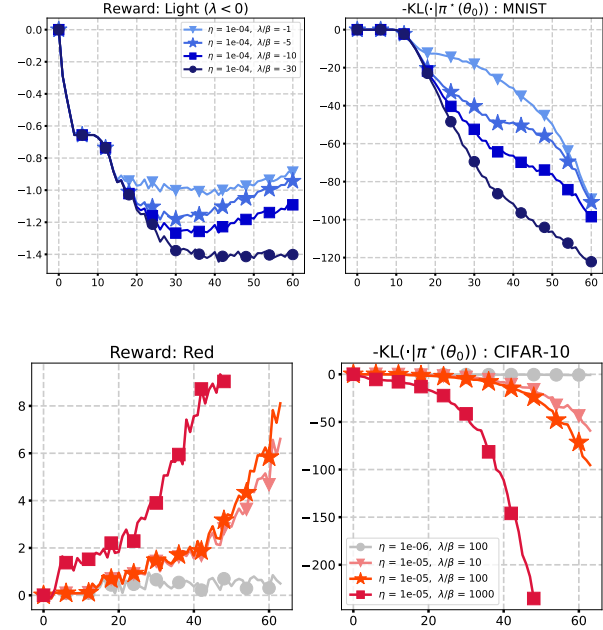 Reward: Light (λ < 0)
0.0
−0.2
−0.4
−0.6
−0.8
−1.0
−1.2
−1.4
0 10 20 30 40 50 60
η = 1e-04, λ/β = -1
η = 1e-04, λ/β = -5
η = 1e-04, λ/β = -10
η = 1e-04, λ/β = -30
-KL(·|π⋆(θ₀)) : MNIST
0
−20
−40
−60
−80
−100
−120
0 10 20 30 40 50 60
Reward: Red
8
6
4
2
0
0 20 40 60
-KL(·|π⋆(θ₀)) : CIFAR-10
0
−50
−100
−150
−200
0 20 40 60
η = 1e-06, λ/β = 100
η = 1e-05, λ/β = 10
η = 1e-05, λ/β = 100
η = 1e-05, λ/β = 1000